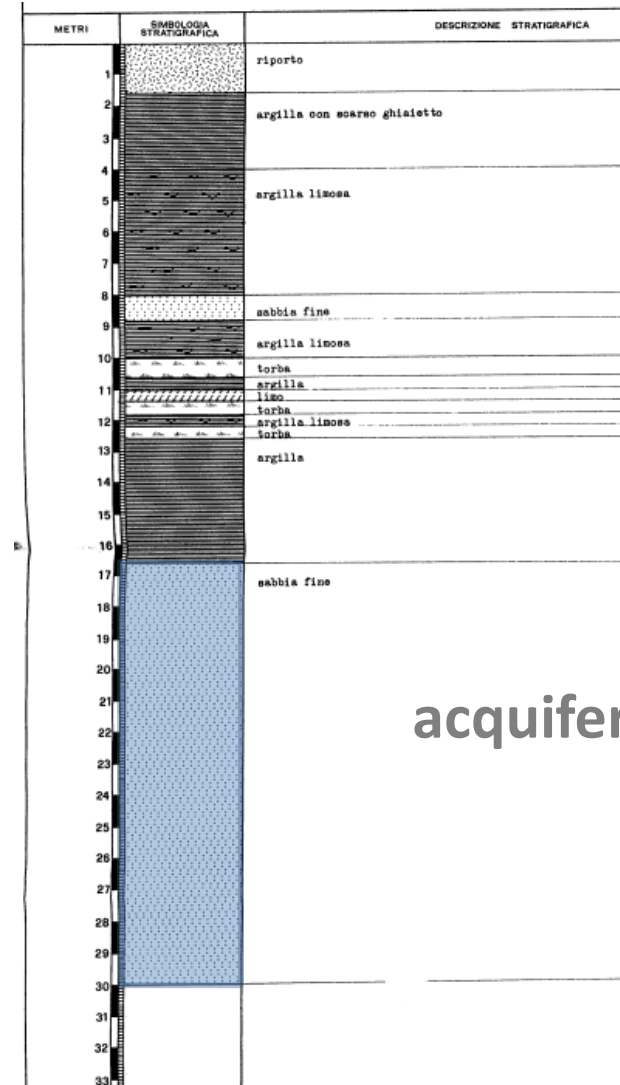 METRI
SIMBOLOGIA
STRATIGRAFICA
DESCRIZIONE STRATIGRAFICA
riporto
1
2
argilla con scarso ghiaietto
3
4
argilla limosa
5
6
7
8
sabbia fine
9
argilla limosa
10
torba
argilla
11
limo
torba
12
argilla limosa
torba
13
argilla
14
15
16
17
sabbia fine
18
19
20
21
acquifer
22
23
24
25
26
27
28
29
30
31
32
33